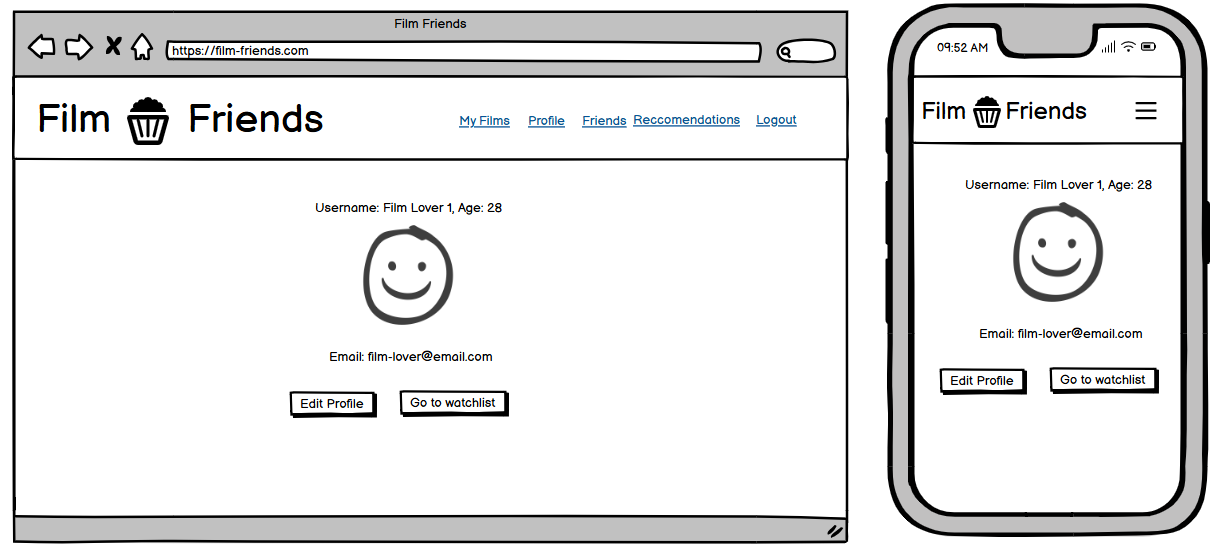 Film Friends
https://film-friends.com
Film Friends
My Films Profile Friends Reccomendations Logout
Username: Film Lover 1, Age: 28
Email: film-lover@email.com
Edit Profile Go to watchlist
09:52 AM
Film Friends
Username: Film Lover 1, Age: 28
Email: film-lover@email.com
Edit Profile Go to watchlist